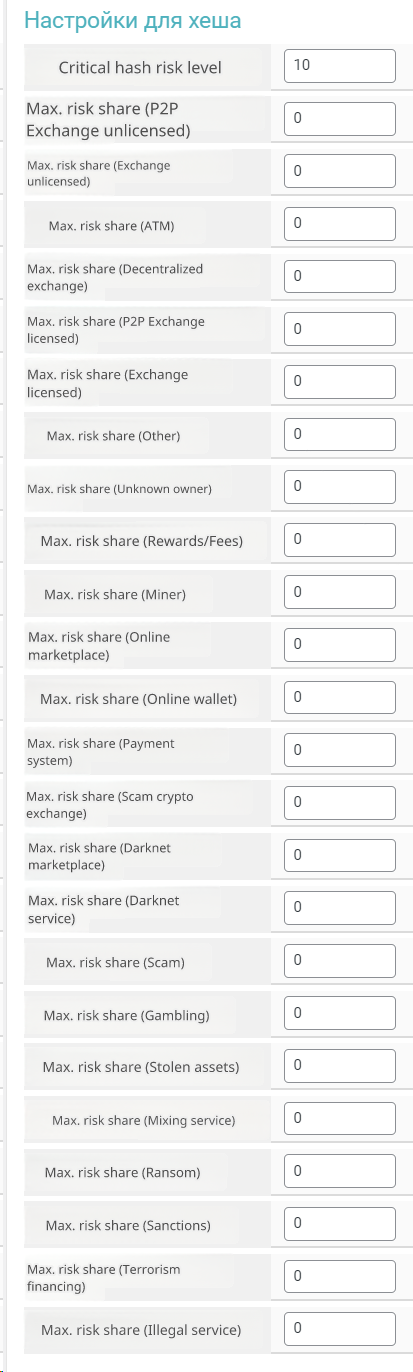 Настройки для хеша
Critical hash risk level
10
Max. risk share (P2P
Exchange unlicensed)
0
Max. risk share (Exchange
unlicensed)
0
Max. risk share (ATM)
0
Max. risk share (Decentralized
exchange)
0
Max. risk share (P2P Exchange
licensed)
0
Max. risk share (Exchange
licensed)
0
Max. risk share (Other)
0
Max. risk share (Unknown owner)
0
Max. risk share (Rewards/Fees)
0
Max. risk share (Miner)
0
Max. risk share (Online
marketplace)
0
Max. risk share (Online wallet)
0
Max. risk share (Payment
system)
0
Max. risk share (Scam crypto
exchange)
0
Max. risk share (Darknet
marketplace)
0
Max. risk share (Darknet
service)
0
Max. risk share (Scam)
0
Max. risk share (Gambling)
0
Max. risk share (Stolen assets)
0
Max. risk share (Mixing service)
0
Max. risk share (Ransom)
0
Max. risk share (Sanctions)
0
Max. risk share (Terrorism
financing)
0
Max. risk share (Illegal service)
0